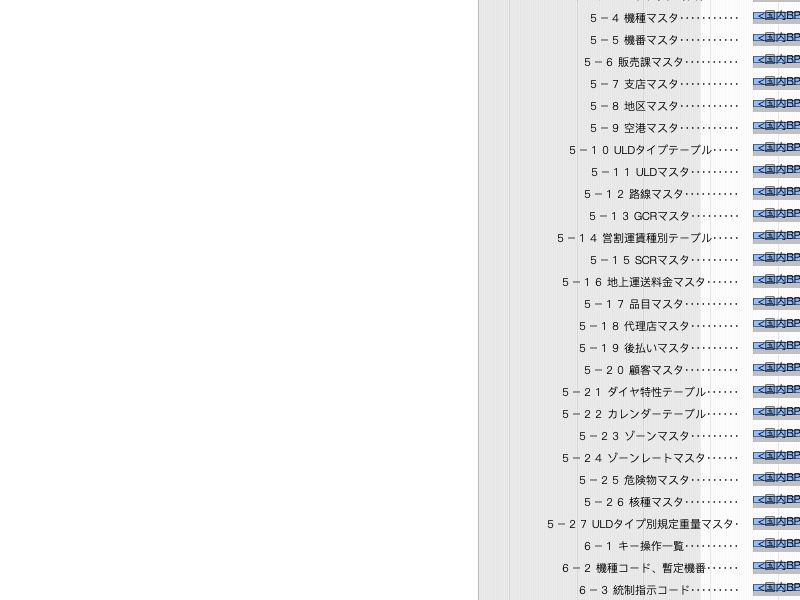 5－4 機種マスタ·········· <国内BP
5－5 機番マスタ·········· <国内BP
5－6 販売課マスタ········· <国内BP
5－7 支店マスタ·········· <国内BP
5－8 地区マスタ·········· <国内BP
5－9 空港マスタ·········· <国内BP
5－10 ULDタイプテーブル····· <国内BP
5－11 ULDマスタ········· <国内BP
5－12 路線マスタ········· <国内BP
5－13 GCRマスタ········· <国内BP
5－14 営割運賃種別テーブル····· <国内BP
5－15 SCRマスタ········· <国内BP
5－16 地上運送料金マスタ······ <国内BP
5－17 品目マスタ········· <国内BP
5－18 代理店マスタ········ <国内BP
5－19 後払いマスタ········ <国内BP
5－20 顧客マスタ········· <国内BP
5－21 ダイヤ特性テーブル······ <国内BP
5－22 カレンダーテーブル······ <国内BP
5－23 ゾーンマスタ········ <国内BP
5－24 ゾーンレートマスタ······ <国内BP
5－25 危険物マスタ········ <国内BP
5－26 核種マスタ········· <国内BP
5－27 ULDタイプ別規定重量マスタ· <国内BP
6－1 キー操作一覧········· <国内BP
6－2 機種コード、暫定機番······ <国内BP
6－3 統制指示コード········ <国内BP